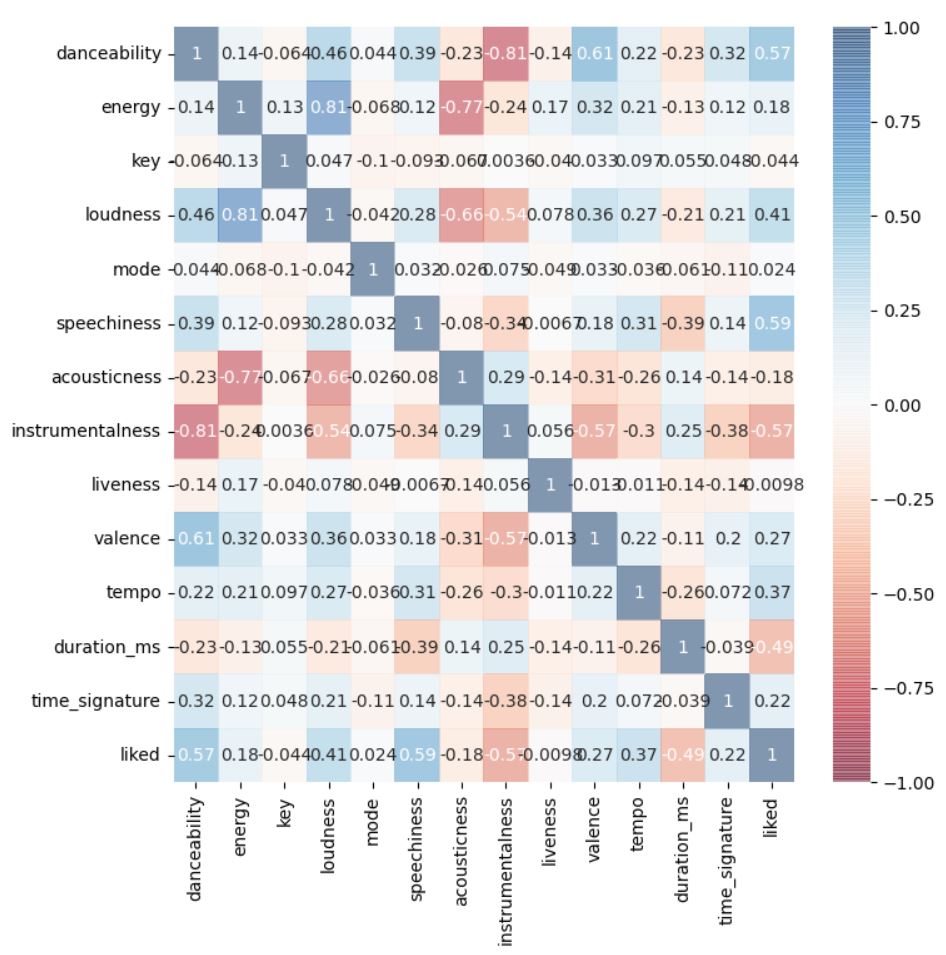 danceability 1 0.14 -0.064 0.46 0.044 0.39 -0.23 -0.81 -0.14 0.61 0.22 -0.23 0.32 0.57
energy 0.14 1 0.13 0.81 -0.068 0.12 -0.77 -0.24 0.17 0.32 0.21 -0.13 0.12 0.18
key -0.064 0.13 1 0.047 -0.1 -0.093 -0.067 0.0036 -0.04 0.033 0.097 0.055 0.048 -0.044
loudness 0.46 0.81 0.047 1 -0.042 0.28 -0.66 -0.54 0.078 0.36 0.27 -0.21 0.21 0.41
mode 0.044 -0.068 -0.1 -0.042 1 0.032 -0.026 0.075 -0.049 0.033 -0.036 -0.061 -0.11 0.024
speechiness 0.39 0.12 -0.093 0.28 0.032 1 -0.08 -0.34 -0.0067 0.18 0.31 -0.39 0.14 0.59
acousticness -0.23 -0.77 -0.067 -0.66 -0.026 -0.08 1 0.29 -0.14 -0.31 -0.26 0.14 -0.14 -0.18
instrumentalness -0.81 -0.24 0.0036 -0.54 0.075 -0.34 0.29 1 0.056 -0.57 -0.3 0.25 -0.38 -0.57
liveness -0.14 0.17 -0.04 0.078 -0.049 -0.0067 -0.14 0.056 1 -0.013 -0.011 -0.14 -0.14 -0.0098
valence 0.61 0.32 0.033 0.36 0.033 0.18 -0.31 -0.57 -0.013 1 0.22 -0.11 0.2 0.27
tempo 0.22 0.21 0.097 0.27 -0.036 0.31 -0.26 -0.3 -0.011 0.22 1 -0.26 0.072 0.37
duration_ms -0.23 -0.13 0.055 -0.21 -0.061 -0.39 0.14 0.25 -0.14 -0.11 -0.26 1 -0.039 -0.49
time_signature 0.32 0.12 0.048 0.21 -0.11 0.14 -0.14 -0.38 -0.14 0.2 0.072 -0.039 1 0.22
liked 0.57 0.18 -0.044 0.41 0.024 0.59 -0.18 -0.57 -0.0098 0.27 0.37 -0.49 0.22 1
danceability
energy
key
loudness
mode
speechiness
acousticness
instrumentalness
liveness
valence
tempo
duration_ms
time_signature
liked
1.00
0.75
0.50
0.25
0.00
−0.25
−0.50
−0.75
−1.00